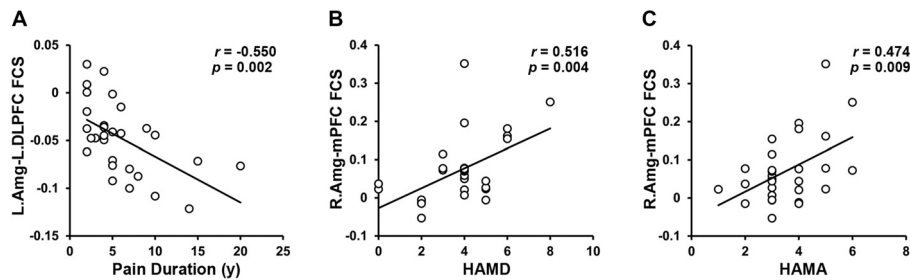 A
r = -0.550
p = 0.002
L.Amg-L.DLPFC FCS
0.05
0
-0.05
-0.1
-0.15
0
5
10
15
20
25
Pain Duration (y)
B
r = 0.516
p = 0.004
R.Amg-mPFC FCS
0.4
0.3
0.2
0.1
0
-0.1
0
2
4
6
8
10
HAMD
C
r = 0.474
p = 0.009
R.Amg-mPFC FCS
0.4
0.3
0.2
0.1
0
-0.1
0
2
4
6
8
HAMA